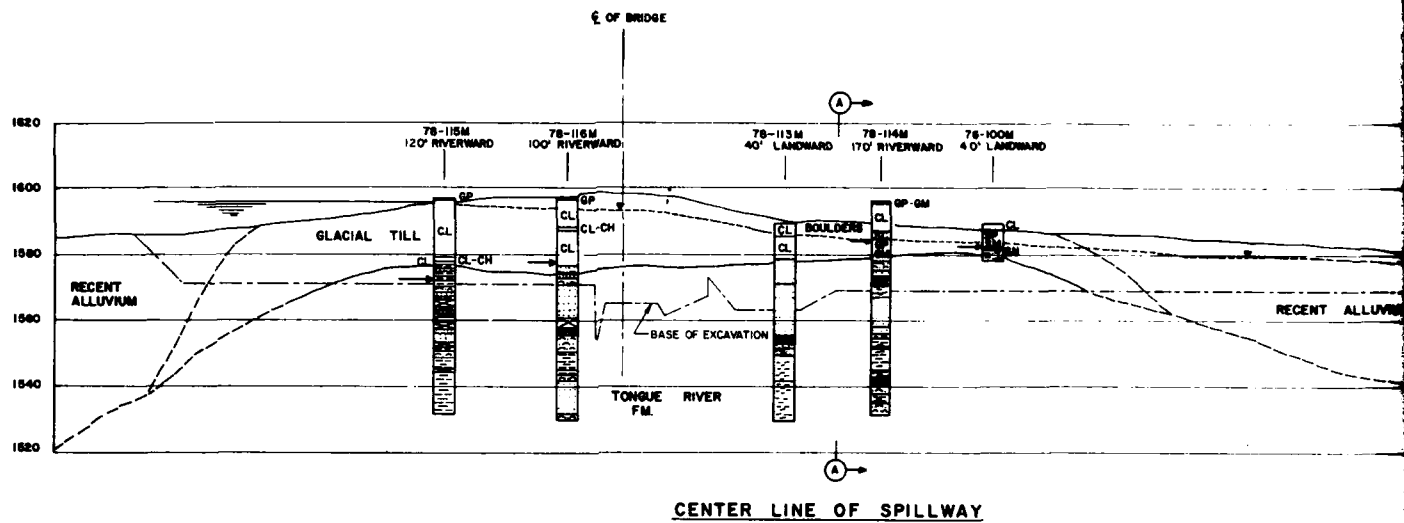 ℄ OF BRIDGE
A
A
1620
1600
1580
1560
1540
1520
78-115M
120' RIVERWARD
78-116M
100' RIVERWARD
78-113M
40' LANDWARD
78-114M
170' RIVERWARD
76-100M
40' LANDWARD
GP
GP
GP-GM
CL
CL
CL
CL
CL
CL-CH
BOULDERS
GLACIAL TILL
CL
CL
CL
CL-CH
RECENT
ALLUVIUM
RECENT
BASE OF EXCAVATION
TONGUE RIVER
FM.
CENTER LINE OF SPILLWAY